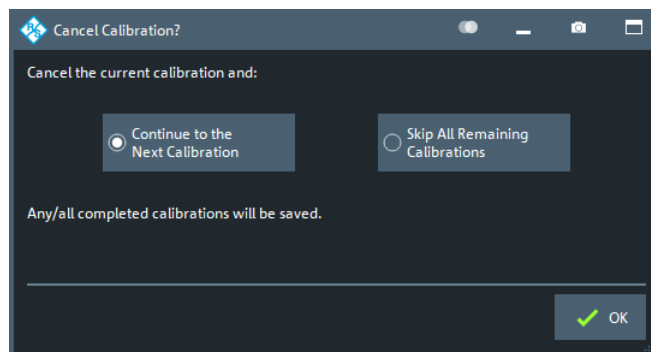 Cancel Calibration?
Cancel the current calibration and:
Continue to the
Next Calibration
Skip All Remaining
Calibrations
Any/all completed calibrations will be saved.
OK